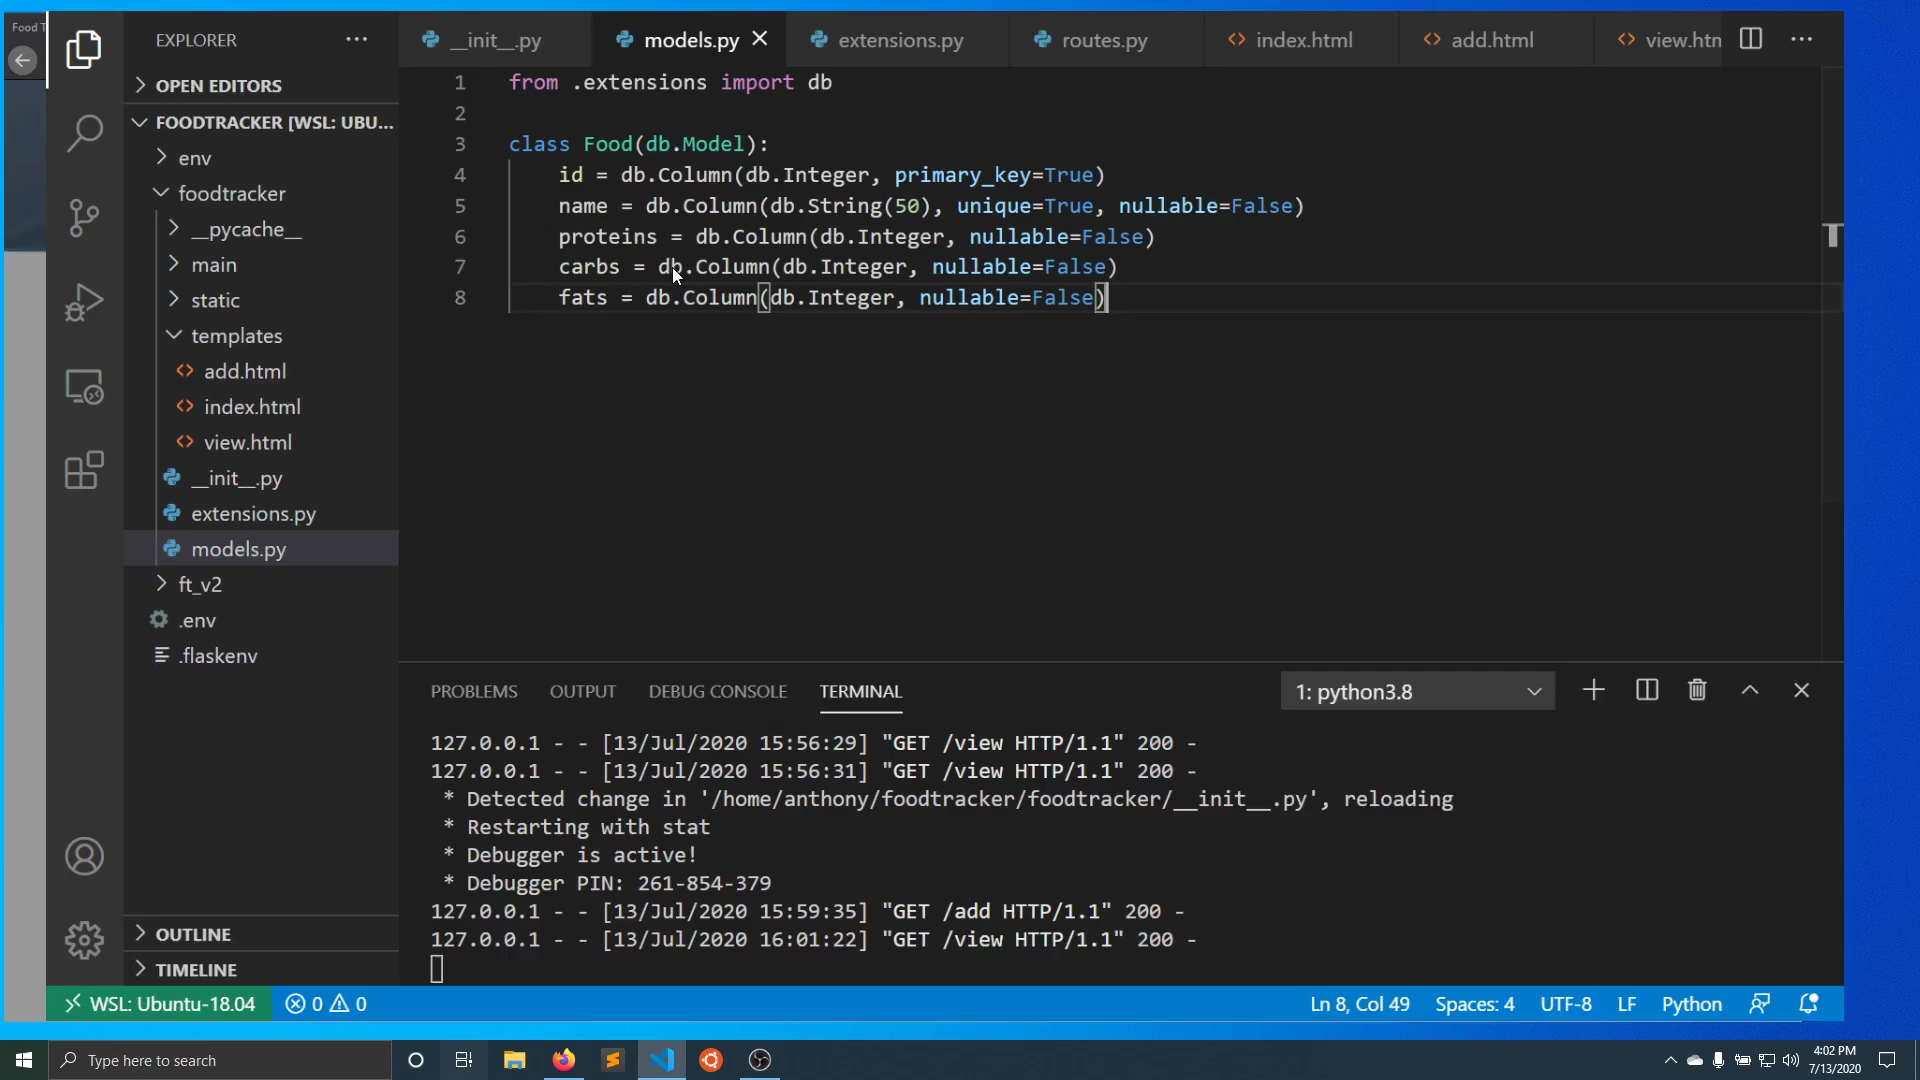 Food T
EXPLORER
OPEN EDITORS
FOODTRACKER [WSL: UBU...
env
foodtracker
__pycache__
main
static
templates
add.html
index.html
view.html
__init__.py
extensions.py
models.py
ft_v2
.env
.flaskenv
OUTLINE
TIMELINE
__init__.py
models.py
extensions.py
routes.py
index.html
add.html
view.htm
1 from .extensions import db
2
3 class Food(db.Model):
4 id = db.Column(db.Integer, primary_key=True)
5 name = db.Column(db.String(50), unique=True, nullable=False)
6 proteins = db.Column(db.Integer, nullable=False)
7 carbs = db.Column(db.Integer, nullable=False)
8 fats = db.Column(db.Integer, nullable=False)
PROBLEMS OUTPUT DEBUG CONSOLE TERMINAL
1: python3.8
127.0.0.1 - - [13/Jul/2020 15:56:29] "GET /view HTTP/1.1" 200 -
127.0.0.1 - - [13/Jul/2020 15:56:31] "GET /view HTTP/1.1" 200 -
* Detected change in '/home/anthony/foodtracker/foodtracker/__init__.py', reloading
* Restarting with stat
* Debugger is active!
* Debugger PIN: 261-854-379
127.0.0.1 - - [13/Jul/2020 15:59:35] "GET /add HTTP/1.1" 200 -
127.0.0.1 - - [13/Jul/2020 16:01:22] "GET /view HTTP/1.1" 200 -
WSL: Ubuntu-18.04 0 0 Ln 8, Col 49 Spaces: 4 UTF-8 LF Python
Type here to search
4:02 PM
7/13/2020